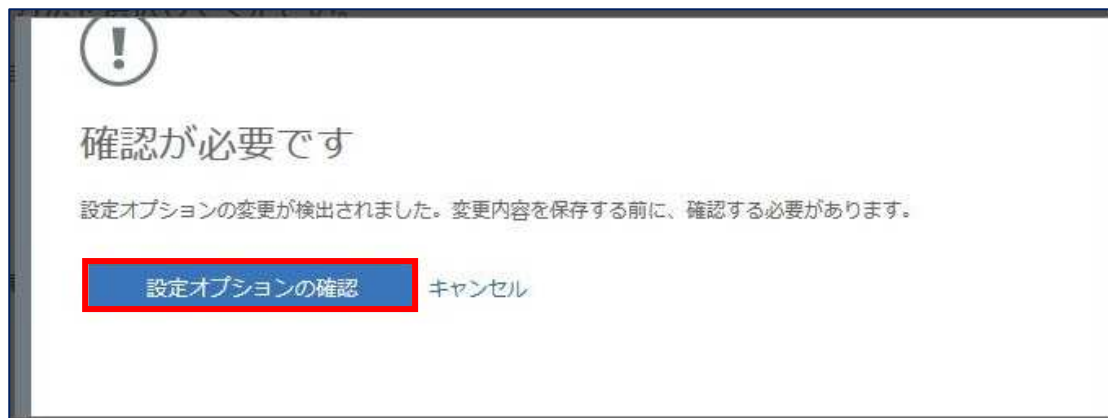 確認が必要です
設定オプションの変更が検出されました。変更内容を保存する前に、確認する必要があります。
設定オプションの確認 キャンセル